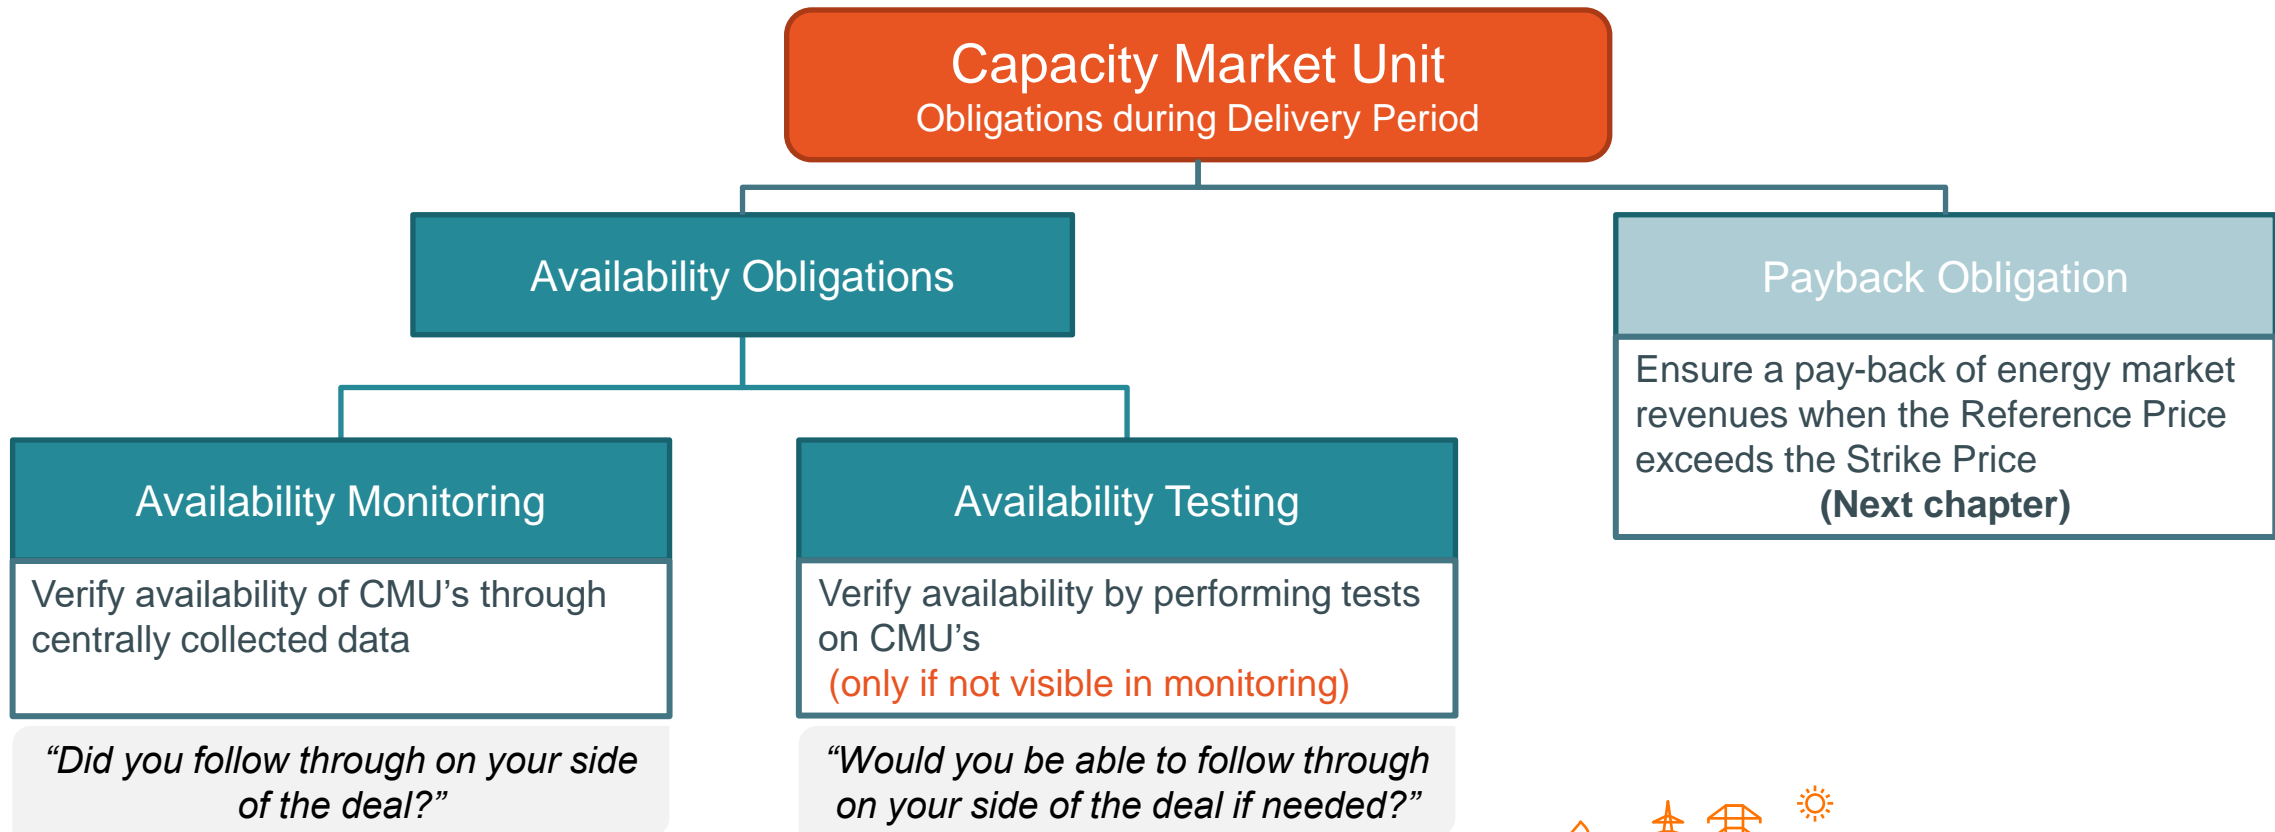 Capacity Market Unit
Obligations during Delivery Period
Availability Obligations
Payback Obligation
Ensure a pay-back of energy market
revenues when the Reference Price
exceeds the Strike Price
(Next chapter)
Availability Monitoring
Verify availability of CMU’s through
centrally collected data
“Did you follow through on your side
of the deal?”
Availability Testing
Verify availability by performing tests
on CMU’s
(only if not visible in monitoring)
“Would you be able to follow through
on your side of the deal if needed?”